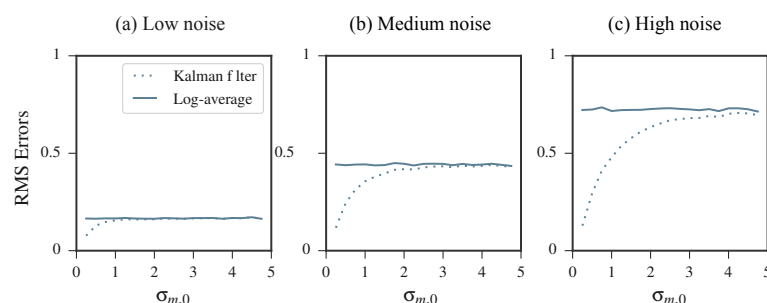 (a) Low noise
(b) Medium noise
(c) High noise
1
0.5
0
RMS Errors
Kalman f lter
Log-average
0 1 2 3 4 5
σm,0
1
0.5
0
0 1 2 3 4 5
σm,0
1
0.5
0
0 1 2 3 4 5
σm,0